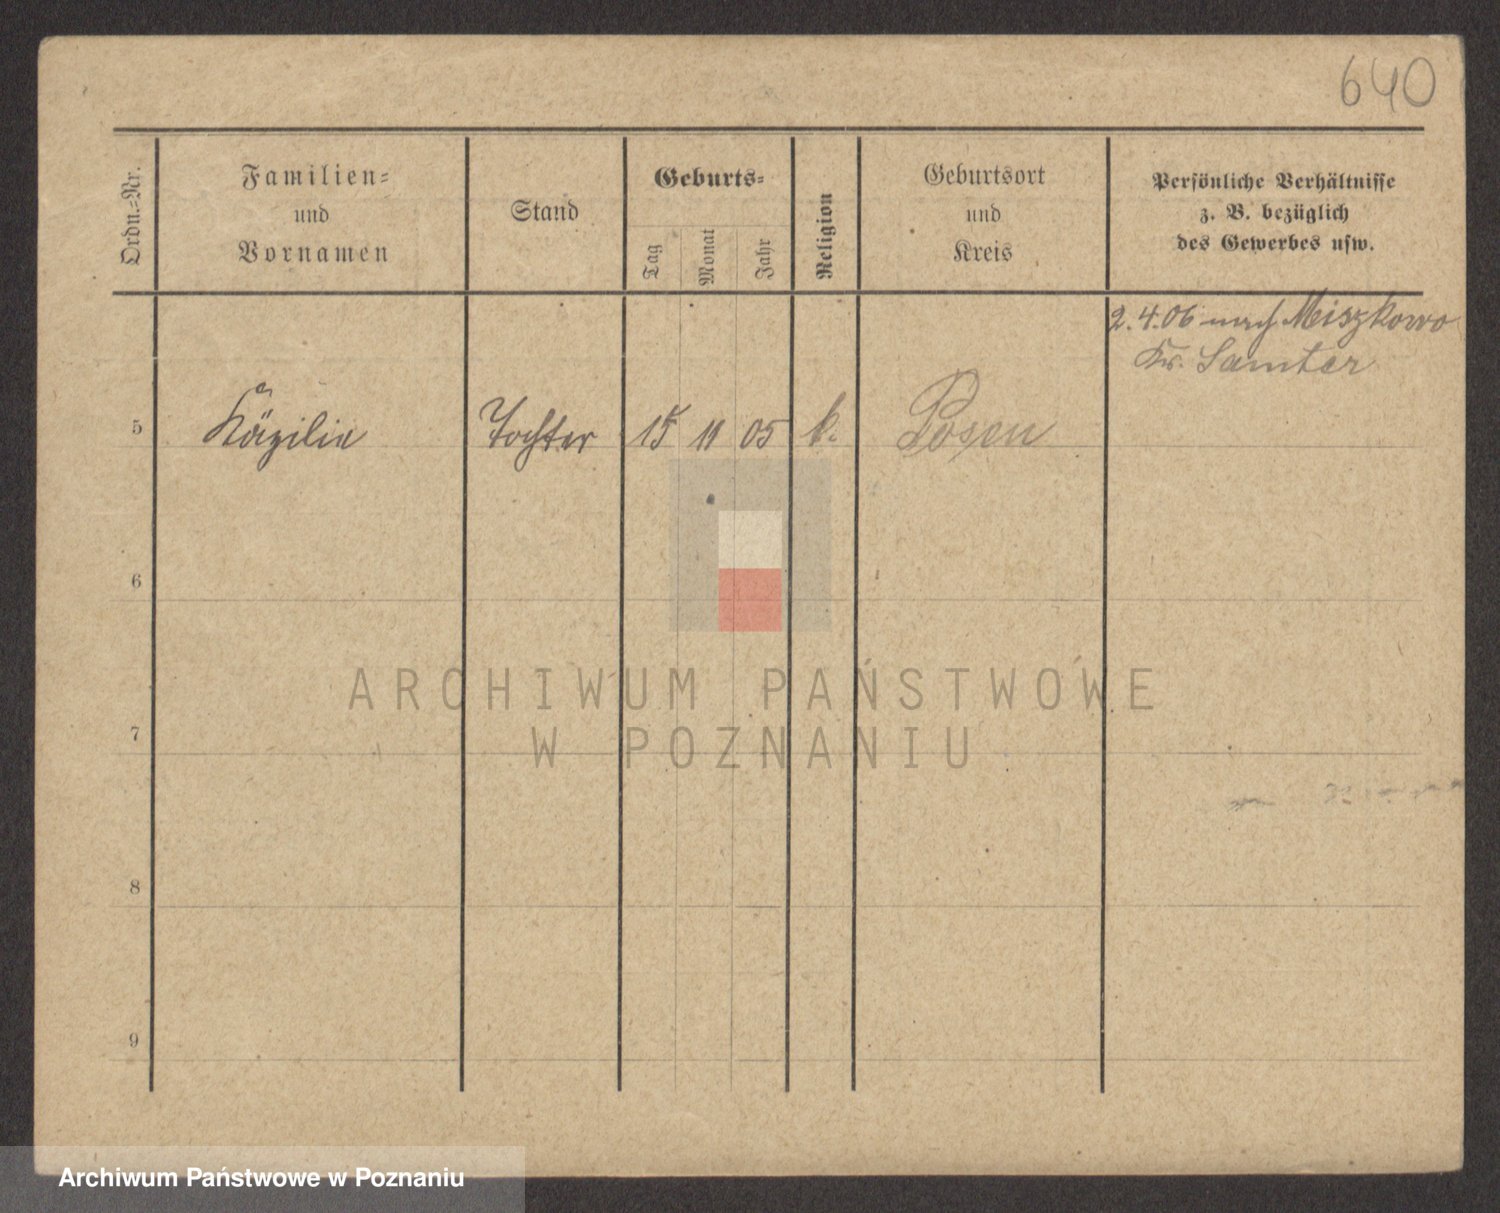 640
Ordn.-Nr.
Familien-
und
Vornamen
Stand
Geburts-
Tag
Monat
Jahr
Religion
Geburtsort
und
Kreis
Persönliche Verhältnisse
z. B. bezüglich
des Gewerbes usw.
2.4.06 nach Miszkowo
Kr. Samter
5 Käzilie Tochter 15 11 05 k. Posen
6
7
8
9
ARCHIWUM PAŃSTWOWE
W POZNANIU
Archiwum Państwowe w Poznaniu